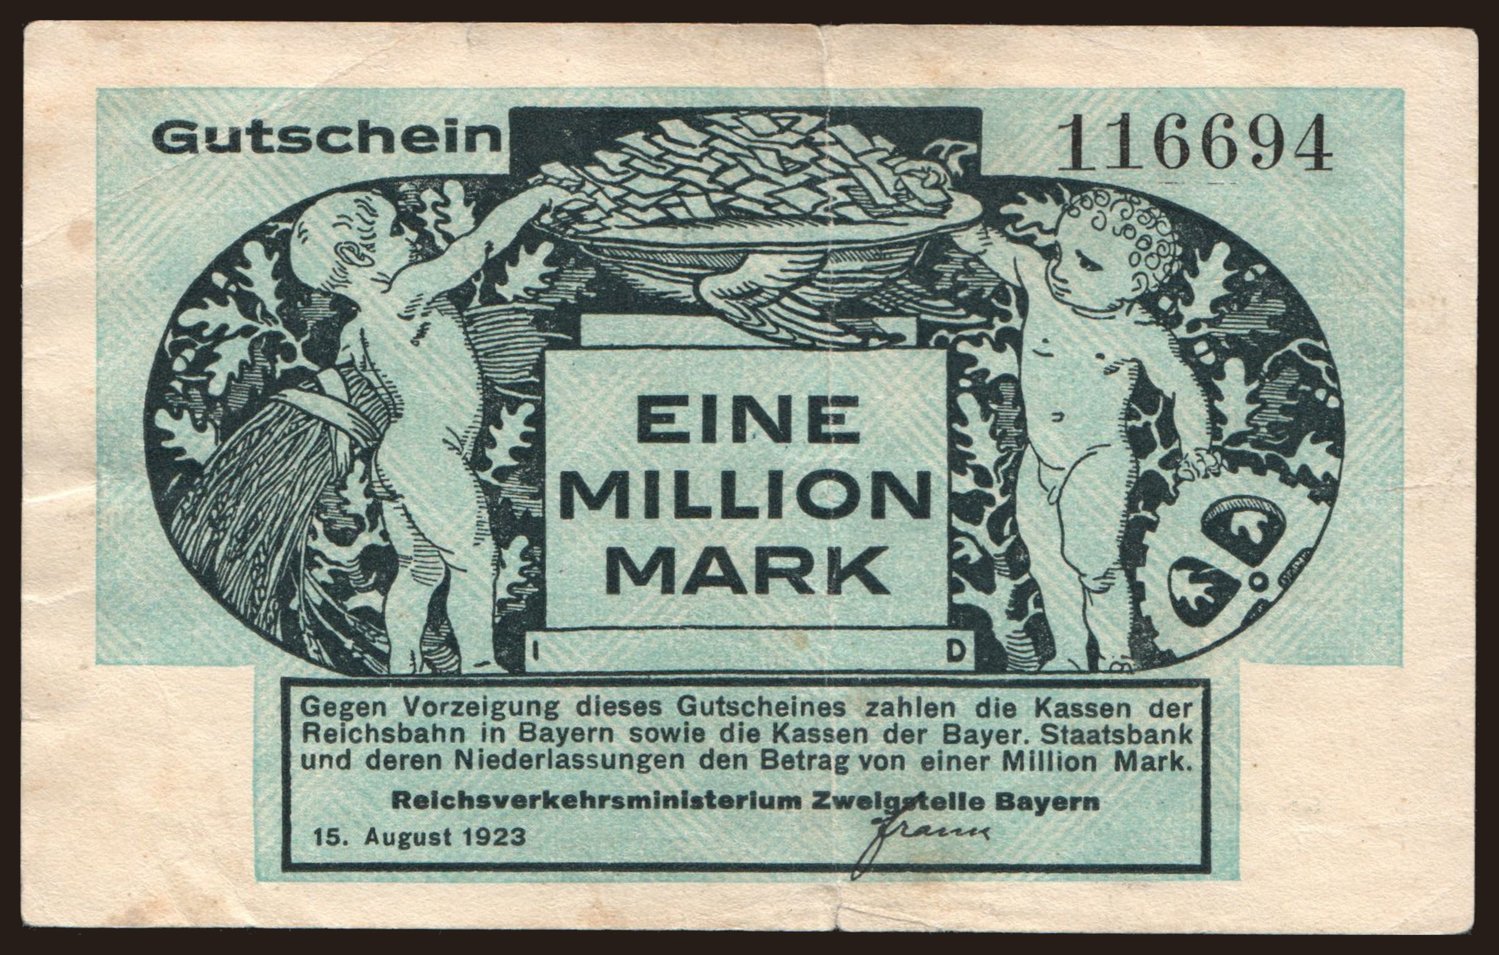 Gutschein
116694
EINE
MILLION
MARK
I D
Gegen Vorzeigung dieses Gutscheines zahlen die Kassen der
Reichsbahn in Bayern sowie die Kassen der Bayer. Staatsbank
und deren Niederlassungen den Betrag von einer Million Mark.
Reichsverkehrsministerium Zweigstelle Bayern
15. August 1923